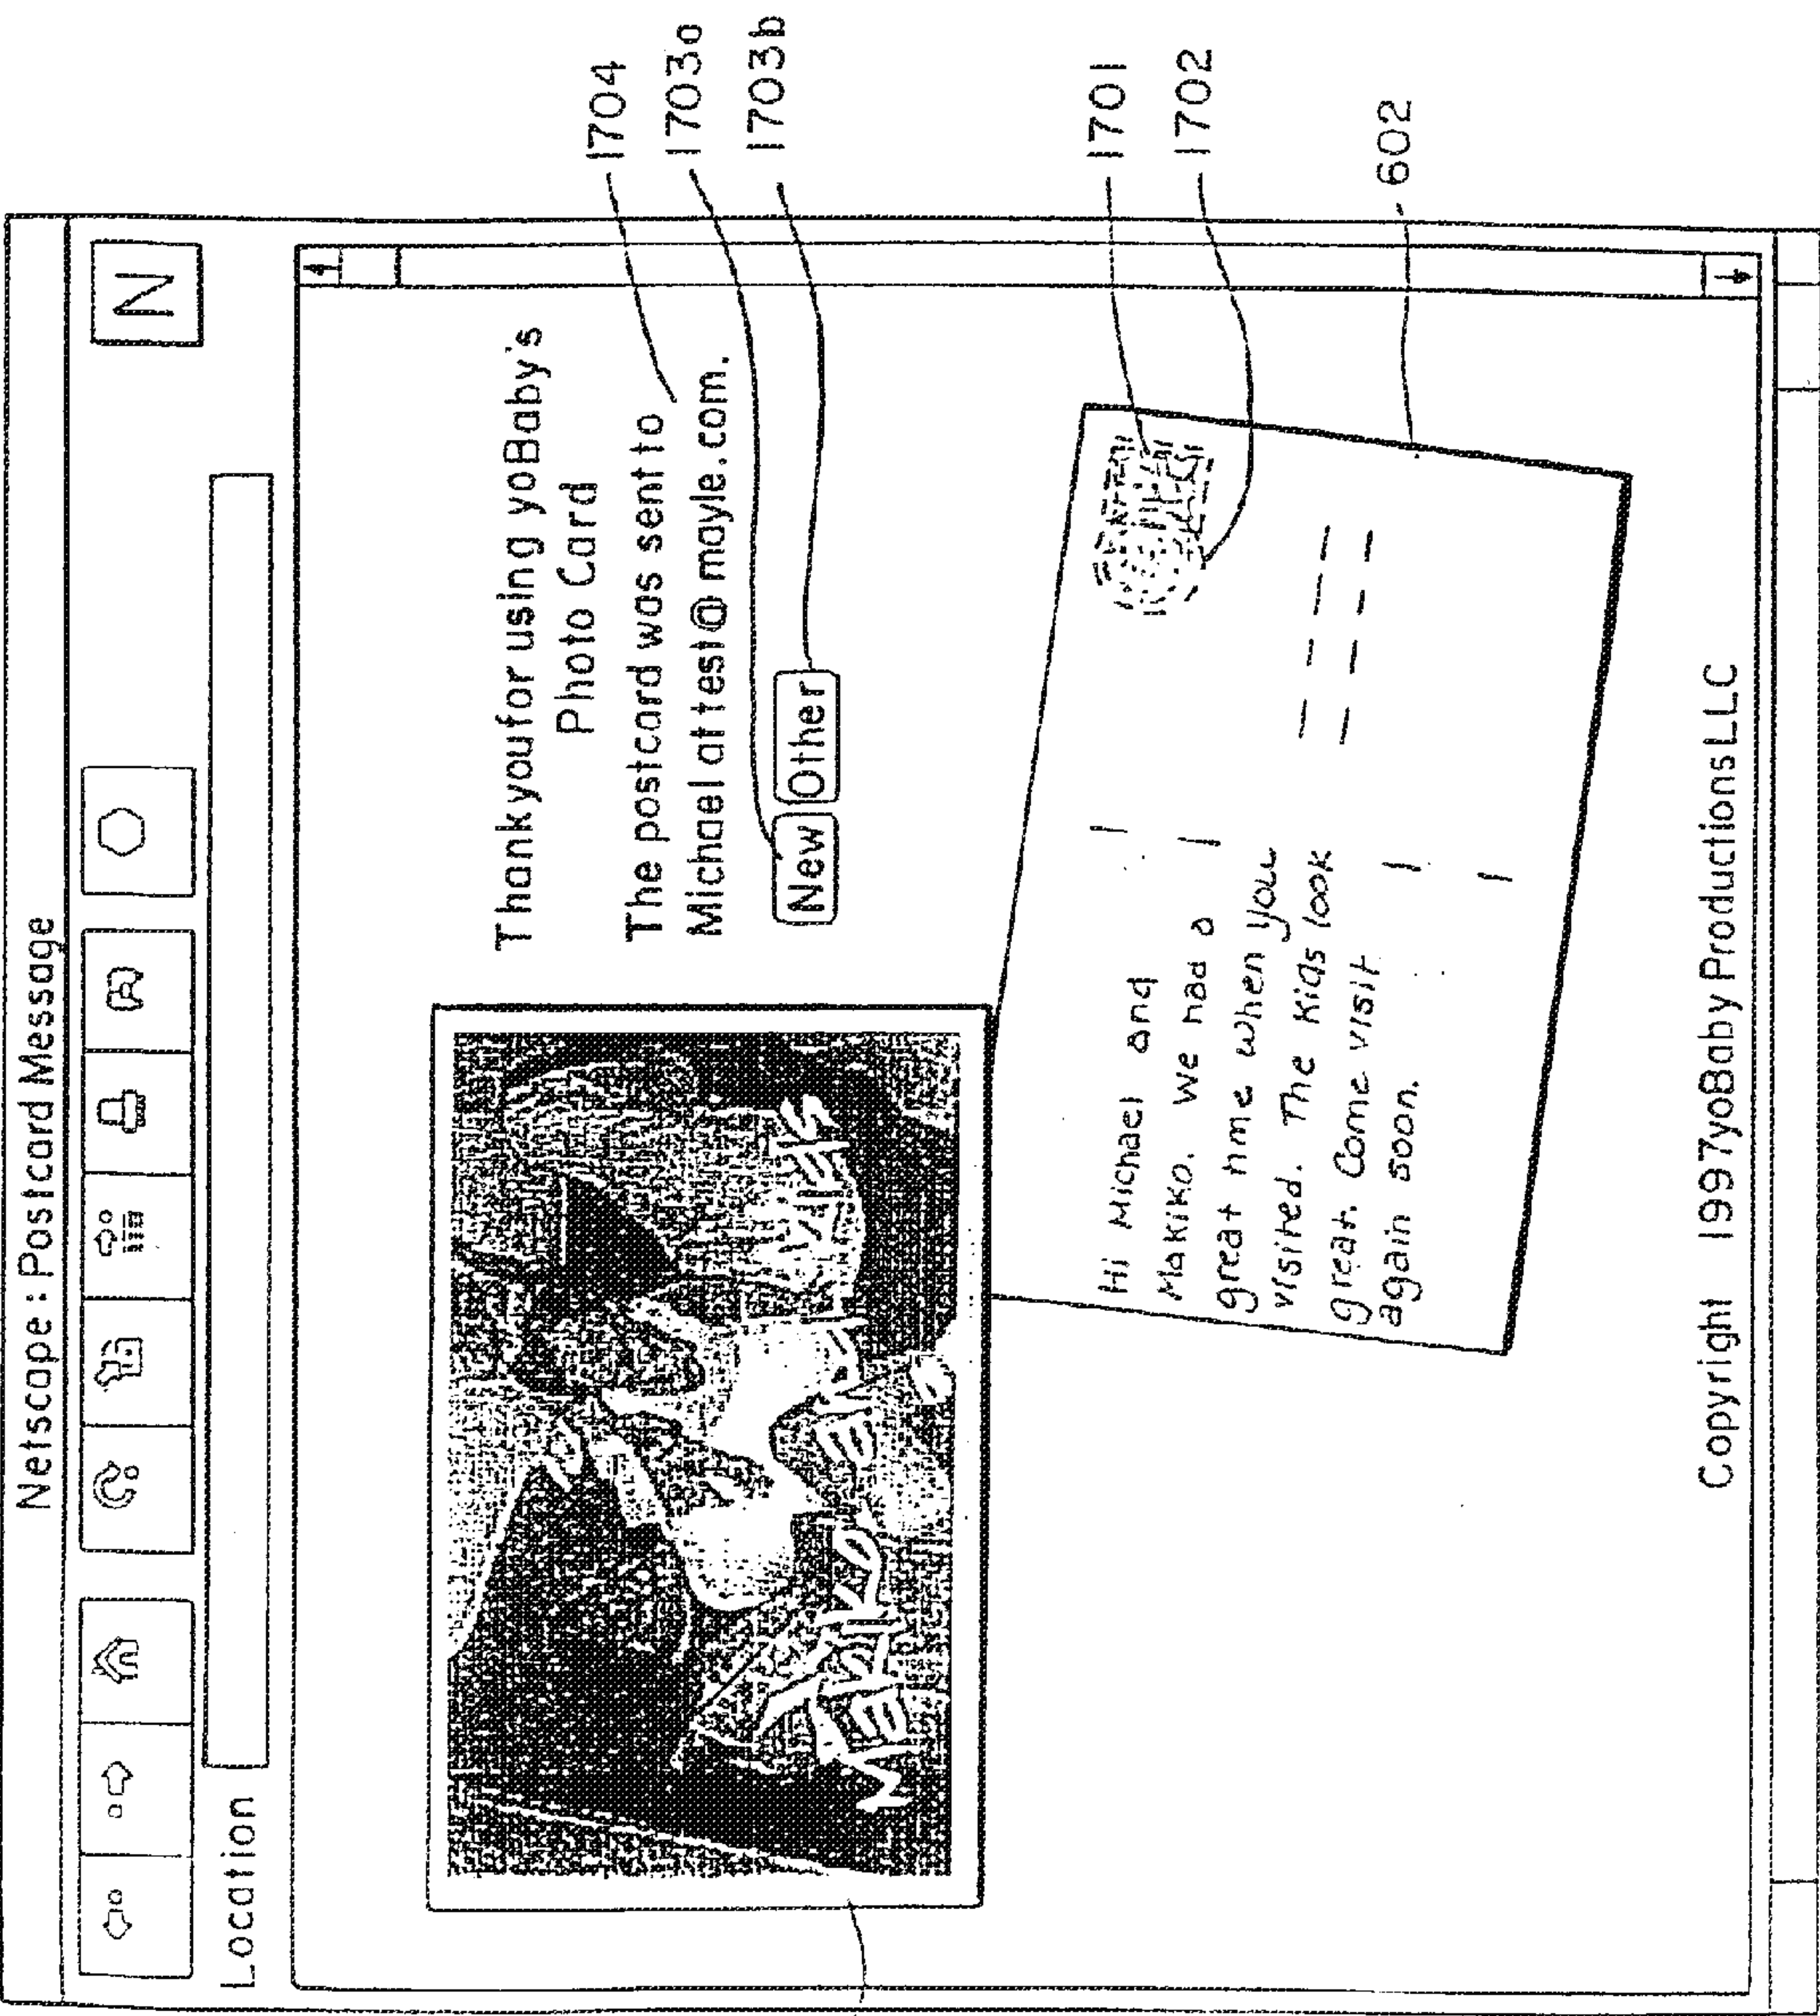 Netscape : Postcard Message
N
Location
Thank you for using yoBaby's
Photo Card
The postcard was sent to
Michael at test@mayle.com.
New Other
1704
1703a
1703b
Hi Michael and
Makiko. We had a
great time when you
visited. The kids look
great. Come visit
again soon.
1701
1702
602
Copyright 1997 yoBaby Productions LLC